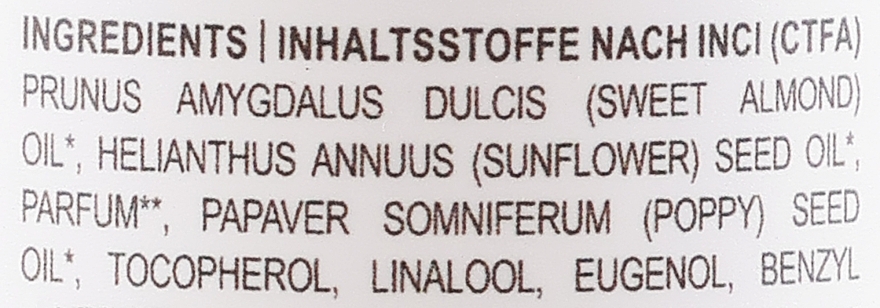 INGREDIENTS | INHALTSSTOFFE NACH INCI (CTFA)
PRUNUS AMYGDALUS DULCIS (SWEET ALMOND)
OIL*, HELIANTHUS ANNUUS (SUNFLOWER) SEED OIL*,
PARFUM**, PAPAVER SOMNIFERUM (POPPY) SEED
OIL*, TOCOPHEROL, LINALOOL, EUGENOL, BENZYL